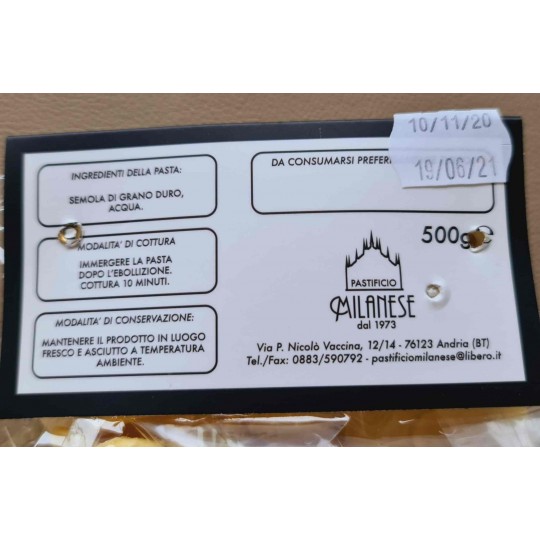 10/11/20
19/06/21
INGREDIENTI DELLA PASTA:
SEMOLA DI GRANO DURO,
ACQUA.
DA CONSUMARSI
500g ℮
MODALITA' DI COTTURA
IMMERGERE LA PASTA
DOPO L'EBOLLIZIONE.
COTTURA 10 MINUTI.
PASTIFICIO
MILANESE
dal 1973
MODALITA' DI CONSERVAZIONE:
MANTENERE IL PRODOTTO IN LUOGO
FRESCO E ASCIUTTO A TEMPERATURA
AMBIENTE.
Via P. Nicolò Vaccina, 12/14 - 76123 Andria (BT)
Tel./Fax: 0883/590792 - pastificiomilanese@libero.it